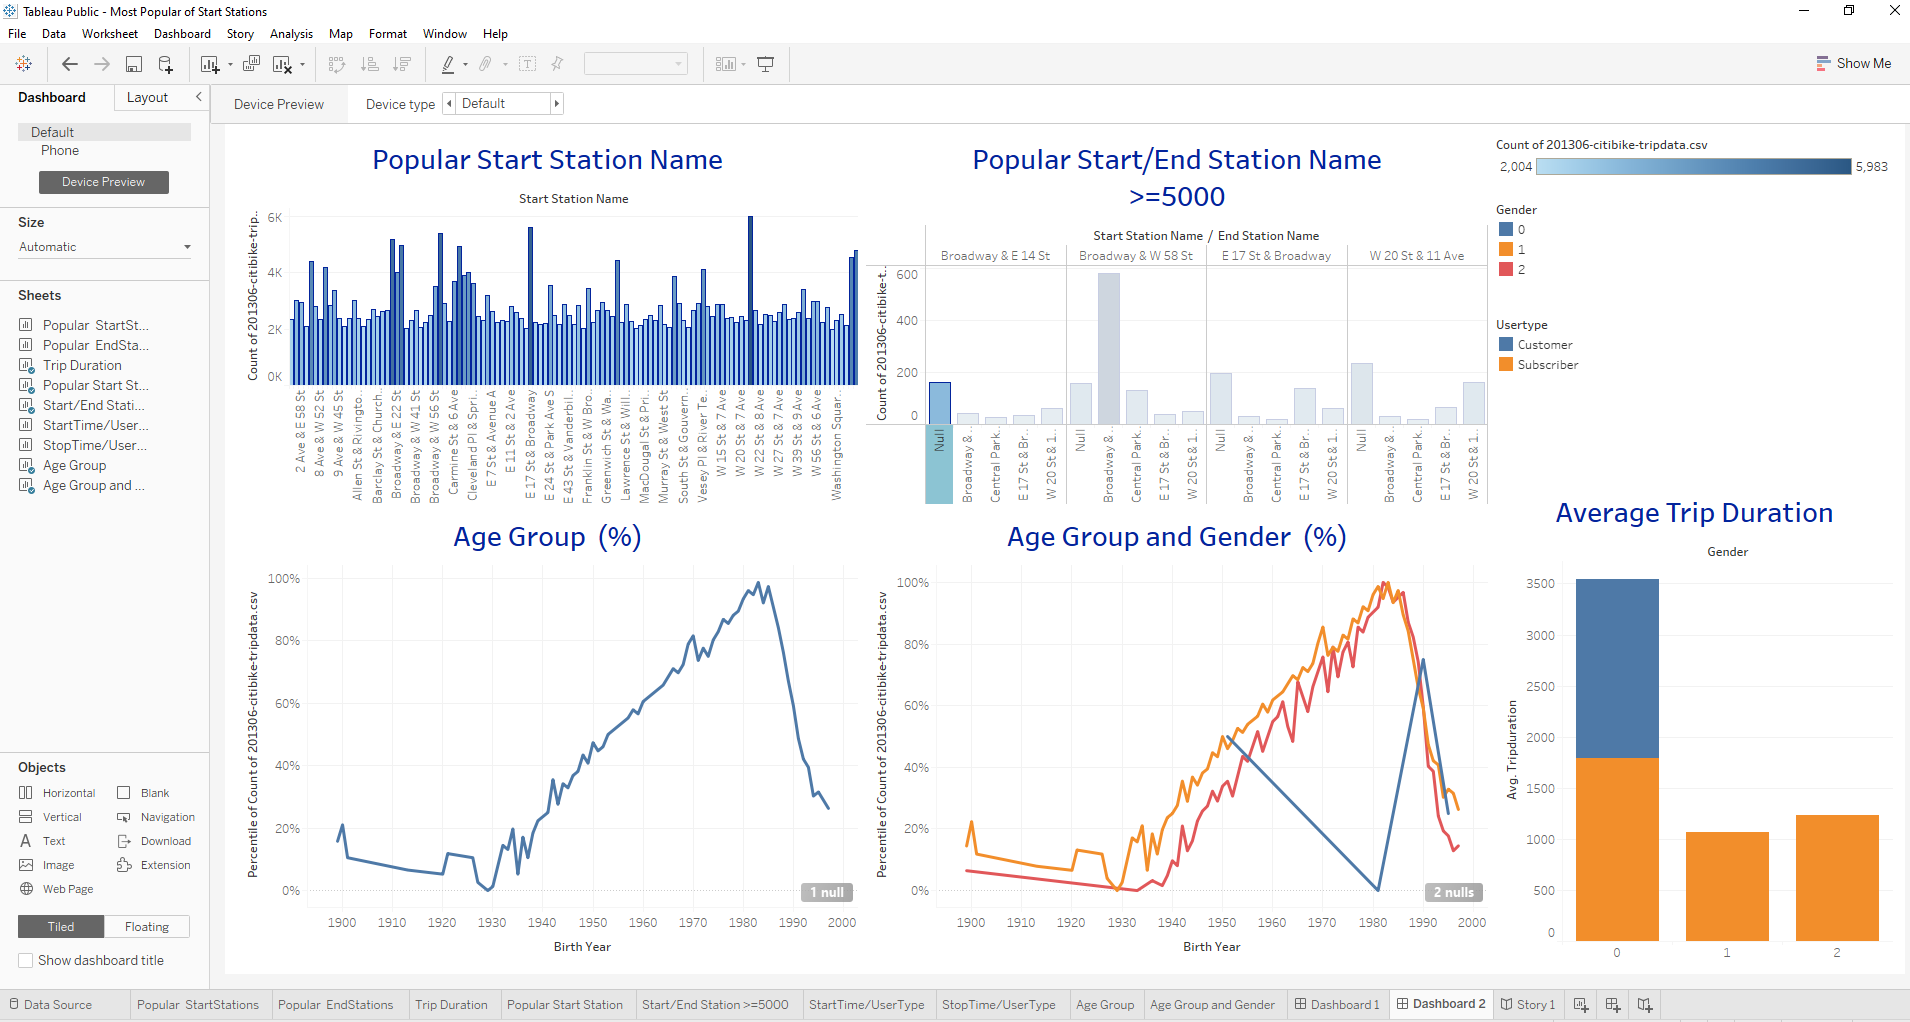 Tableau Public - Most Popular of Start Stations
File Data Worksheet Dashboard Story Analysis Map Format Window Help
Show Me
Dashboard Layout
Device Preview Device type Default
Default
Phone
Device Preview
Size
Automatic
Sheets
Popular StartSt...
Popular EndSta...
Trip Duration
Popular Start St...
Start/End Stati...
StartTime/User...
StopTime/User...
Age Group
Age Group and ...
Objects
Horizontal Blank
Vertical Navigation
Text Download
Image Extension
Web Page
Tiled Floating
Show dashboard title
Popular Start Station Name
Start Station Name
Count of 201306-citibike-trip..
6K
4K
2K
0K
2 Ave & E 58 St
8 Ave & W 52 St
9 Ave & W 45 St
Allen St & Rivingto..
Barclay St & Church..
Broadway & E 22 St
Broadway & W 41 St
Broadway & W 56 St
Carmine St & 6 Ave
Cleveland Pl & Spri..
E 7 St & Avenue A
E 11 St & 2 Ave
E 17 St & Broadway
E 24 St & Park Ave S
E 43 St & Vanderbil..
Franklin St & W Bro..
Greenwich St & Wa..
Lawrence St & Will..
MacDougal St & Pri..
Murray St & West St
South St & Gouvern..
Vesey Pl & River Te..
W 15 St & 7 Ave
W 20 St & 7 Ave
W 22 St & 8 Ave
W 27 St & 7 Ave
W 39 St & 9 Ave
W 56 St & 6 Ave
Washington Squar..
Popular Start/End Station Name
>=5000
Start Station Name / End Station Name
Broadway & E 14 St Broadway & W 58 St E 17 St & Broadway W 20 St & 11 Ave
Count of 201306-citibike-t..
600
400
200
0
Null
Broadway & ..
Central Park..
E 17 St & Br..
W 20 St & 1..
Null
Broadway & ..
Central Park..
E 17 St & Br..
W 20 St & 1..
Null
Broadway & ..
Central Park..
E 17 St & Br..
W 20 St & 1..
Null
Broadway & ..
Central Park..
E 17 St & Br..
W 20 St & 1..
Count of 201306-citibike-tripdata.csv
2,004 5,983
Gender
0
1
2
Usertype
Customer
Subscriber
Age Group (%)
Percentile of Count of 201306-citibike-tripdata.csv
100%
80%
60%
40%
20%
0%
1 null
1900 1910 1920 1930 1940 1950 1960 1970 1980 1990 2000
Birth Year
Age Group and Gender (%)
Percentile of Count of 201306-citibike-tripdata.csv
100%
80%
60%
40%
20%
0%
2 nulls
1900 1910 1920 1930 1940 1950 1960 1970 1980 1990 2000
Birth Year
Average Trip Duration
Gender
Avg. Tripduration
3500
3000
2500
2000
1500
1000
500
0
0 1 2
Data Source Popular StartStations Popular EndStations Trip Duration Popular Start Station Start/End Station >=5000 StartTime/UserType StopTime/UserType Age Group Age Group and Gender Dashboard 1 Dashboard 2 Story 1